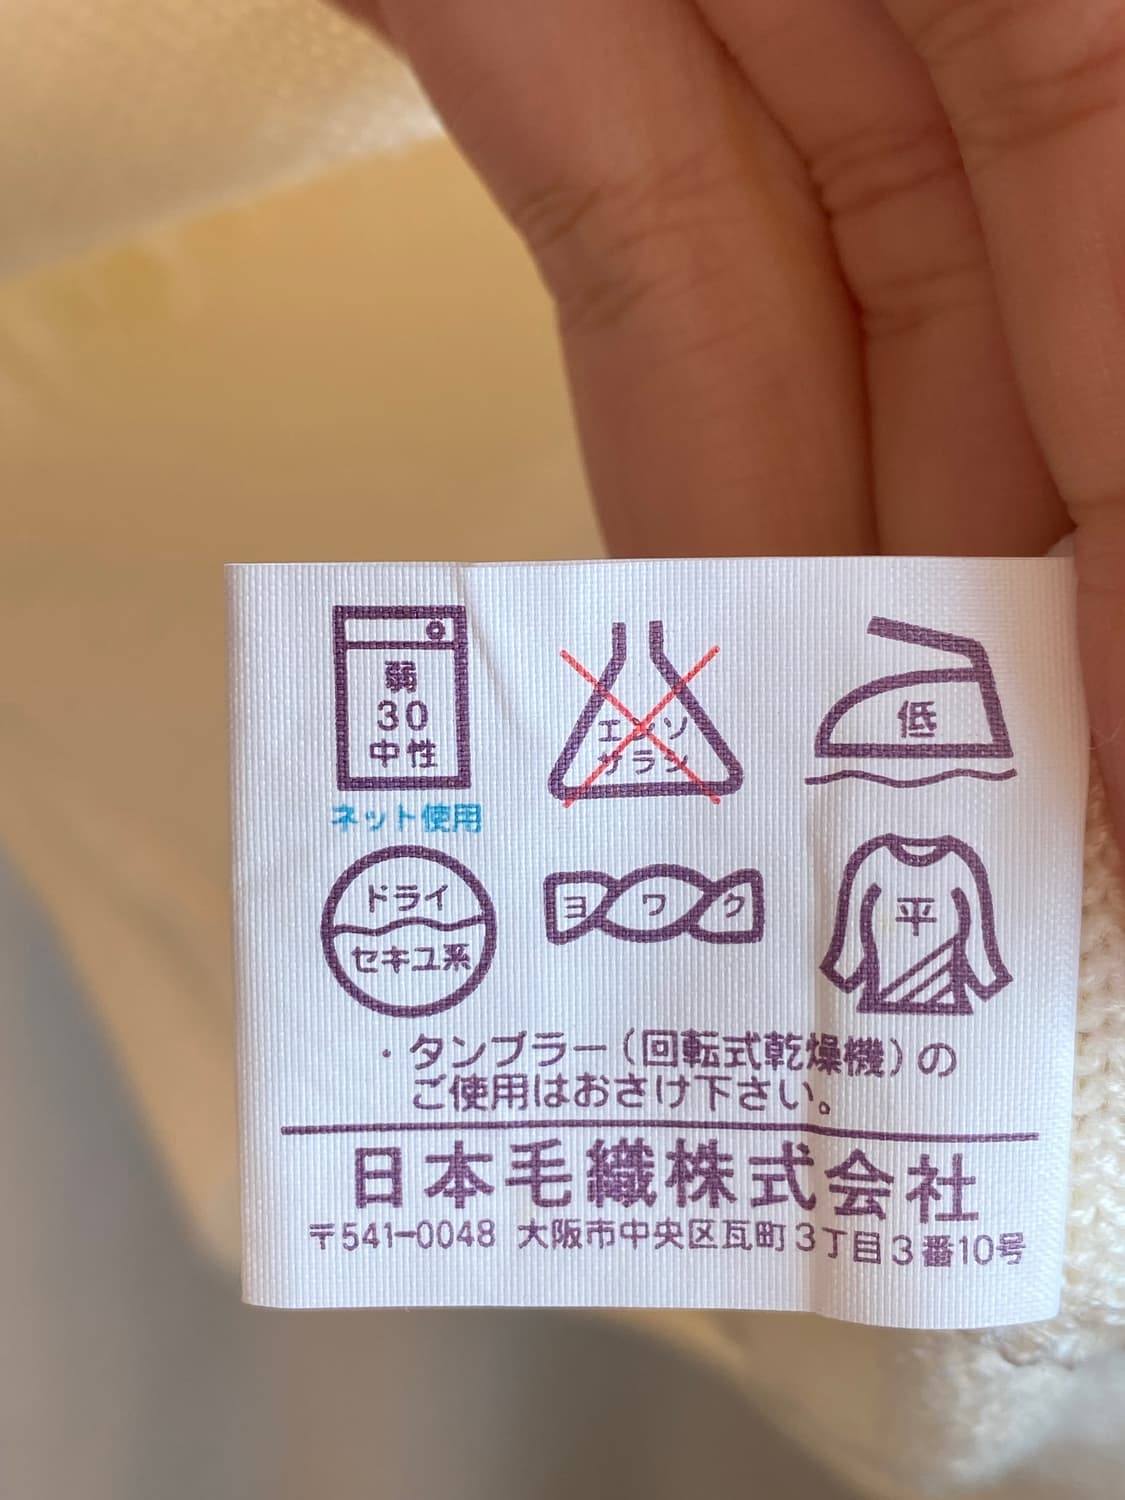 弱
30
中性
ネット使用
エンソ
サラシ
低
ドライ
セキユ系
ヨワク
平
・タンブラー(回転式乾燥機)の
ご使用はおさけ下さい。
日本毛織株式会社
〒541-0048 大阪市中央区瓦町3丁目3番10号